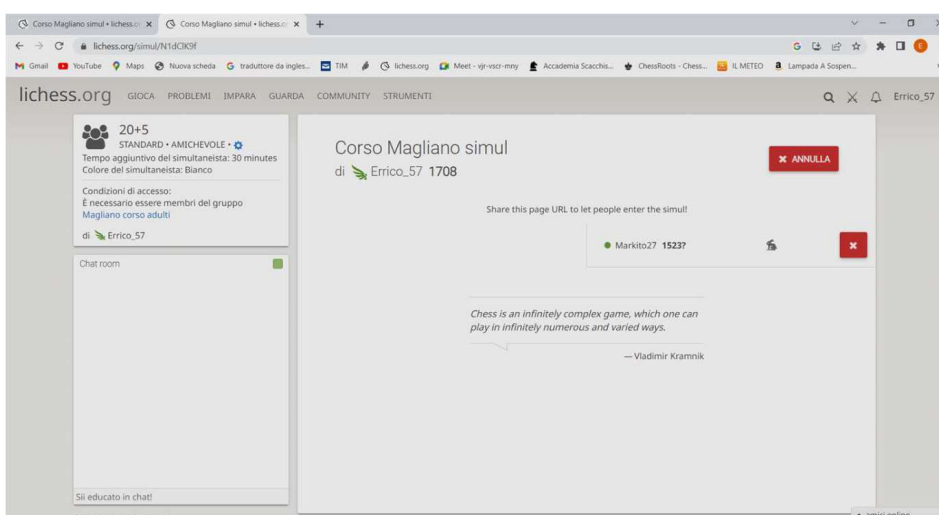 Corso Magliano simul • lichess.o
Corso Magliano simul • lichess.o
lichess.org/simul/N1dClK9f
Gmail YouTube Maps Nuova scheda traduttore da ingles... TIM lichess.org Meet - vjr-vscr-mny Accademia Scacchis... ChessRoots - Chess... IL METEO Lampada A Sospen...
lichess.org GIOCA PROBLEMI IMPARA GUARDA COMMUNITY STRUMENTI Errico_57
20+5
STANDARD • AMICHEVOLE •
Tempo aggiuntivo del simultaneista: 30 minutes
Colore del simultaneista: Bianco
Condizioni di accesso:
È necessario essere membri del gruppo
Magliano corso adulti
di Errico_57
Chat room
Sii educato in chat!
Corso Magliano simul
di Errico_57 1708
ANNULLA
Share this page URL to let people enter the simul!
Markito27 1523?
Chess is an infinitely complex game, which one can
play in infinitely numerous and varied ways.
— Vladimir Kramnik
amici online